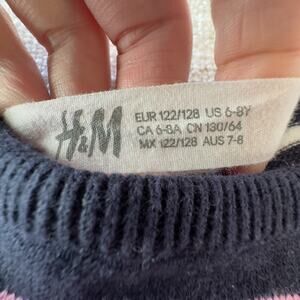 H&M
EUR 122/128 US 6-8Y
CA 6-8A CN 130/64
MX 122/128 AUS 7-8